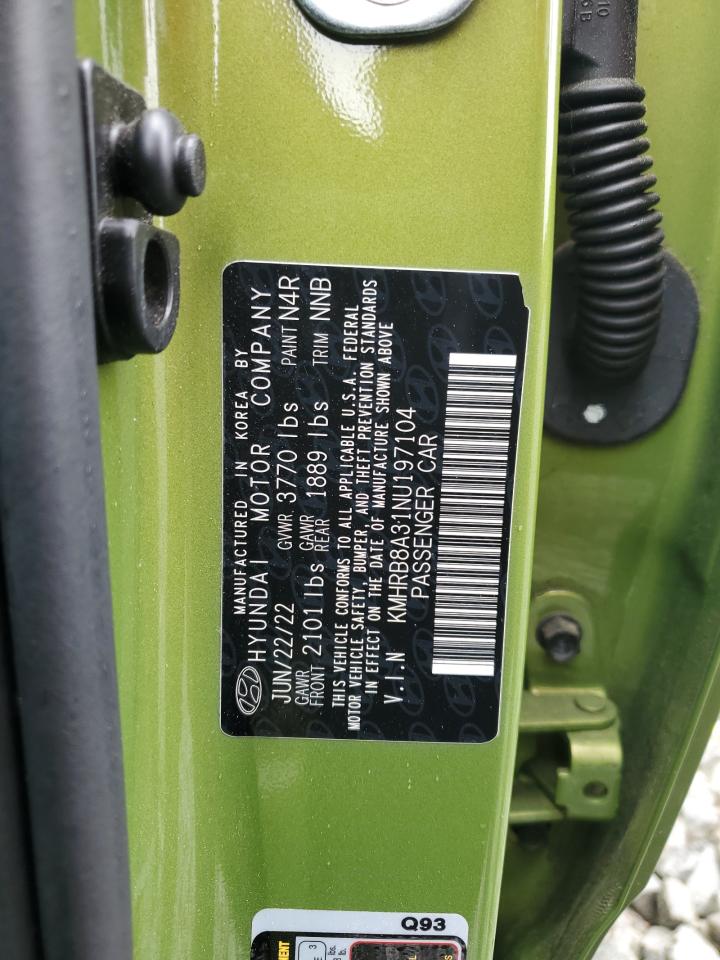 MANUFACTURED IN KOREA BY
HYUNDAI MOTOR COMPANY
JUN/22/22 GVWR 3770 lbs PAINT N4R
GAWR FRONT 2101 lbs GAWR REAR 1889 lbs TRIM NNB
THIS VEHICLE CONFORMS TO ALL APPLICABLE U.S.A. FEDERAL
MOTOR VEHICLE SAFETY, BUMPER, AND THEFT PREVENTION STANDARDS
IN EFFECT ON THE DATE OF MANUFACTURE SHOWN ABOVE
V.I.N KMHRB8A31NU197104
PASSENGER CAR
Q93